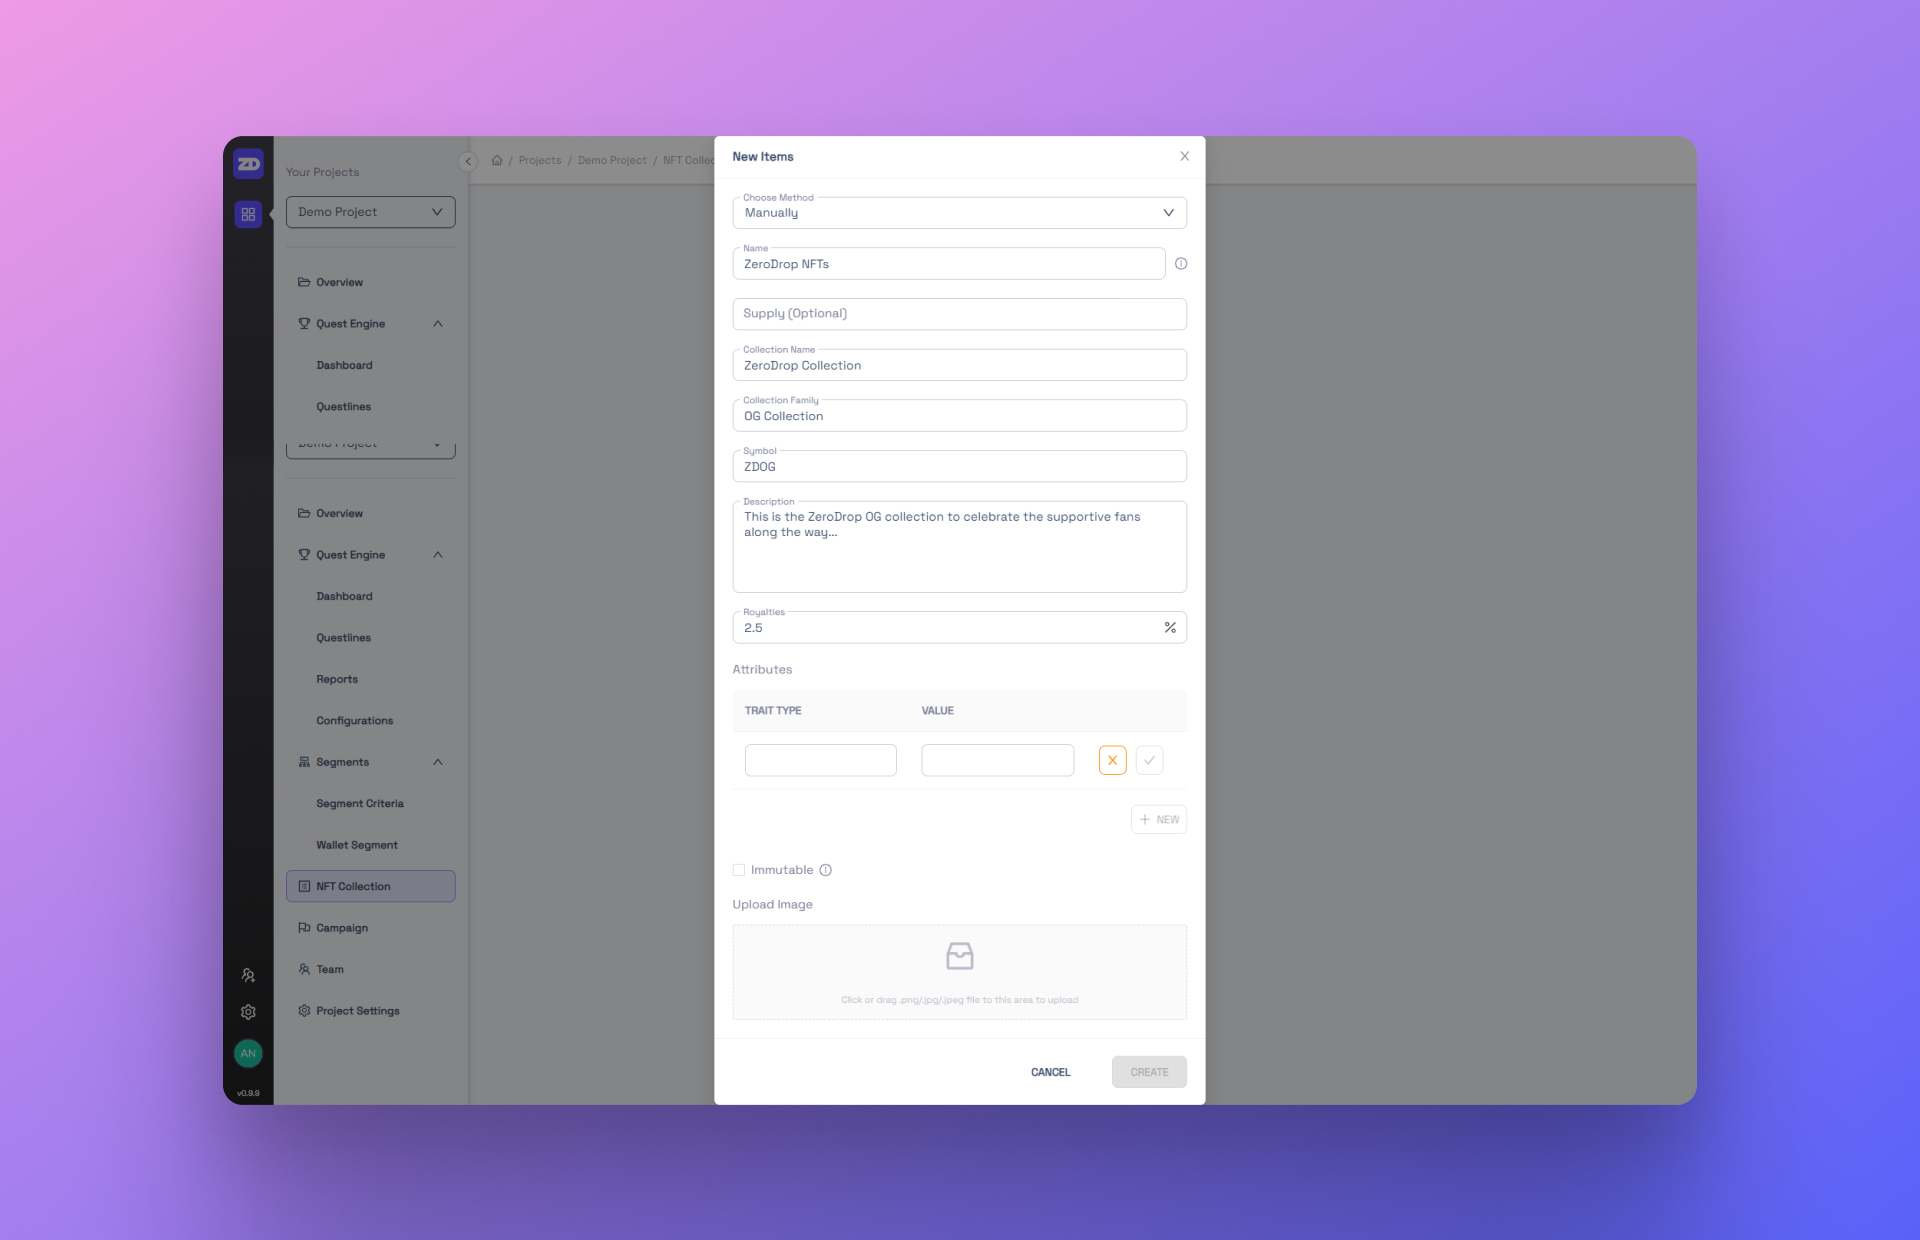 ZD
Your Projects
Demo Project
Overview
Quest Engine
Dashboard
Questlines
Demo Project
Overview
Quest Engine
Dashboard
Questlines
Reports
Configurations
Segments
Segment Criteria
Wallet Segment
NFT Collection
Campaign
Team
Project Settings
AN
v0.9.9
/ Projects / Demo Project / NFT Collec
New Items
Choose Method
Manually
Name
ZeroDrop NFTs
Supply (Optional)
Collection Name
ZeroDrop Collection
Collection Family
OG Collection
Symbol
ZDOG
Description
This is the ZeroDrop OG collection to celebrate the supportive fans
along the way...
Royalties
2.5 %
Attributes
TRAIT TYPE VALUE
+ NEW
Immutable
Upload Image
Click or drag .png/.jpg/.jpeg file to this area to upload
CANCEL CREATE